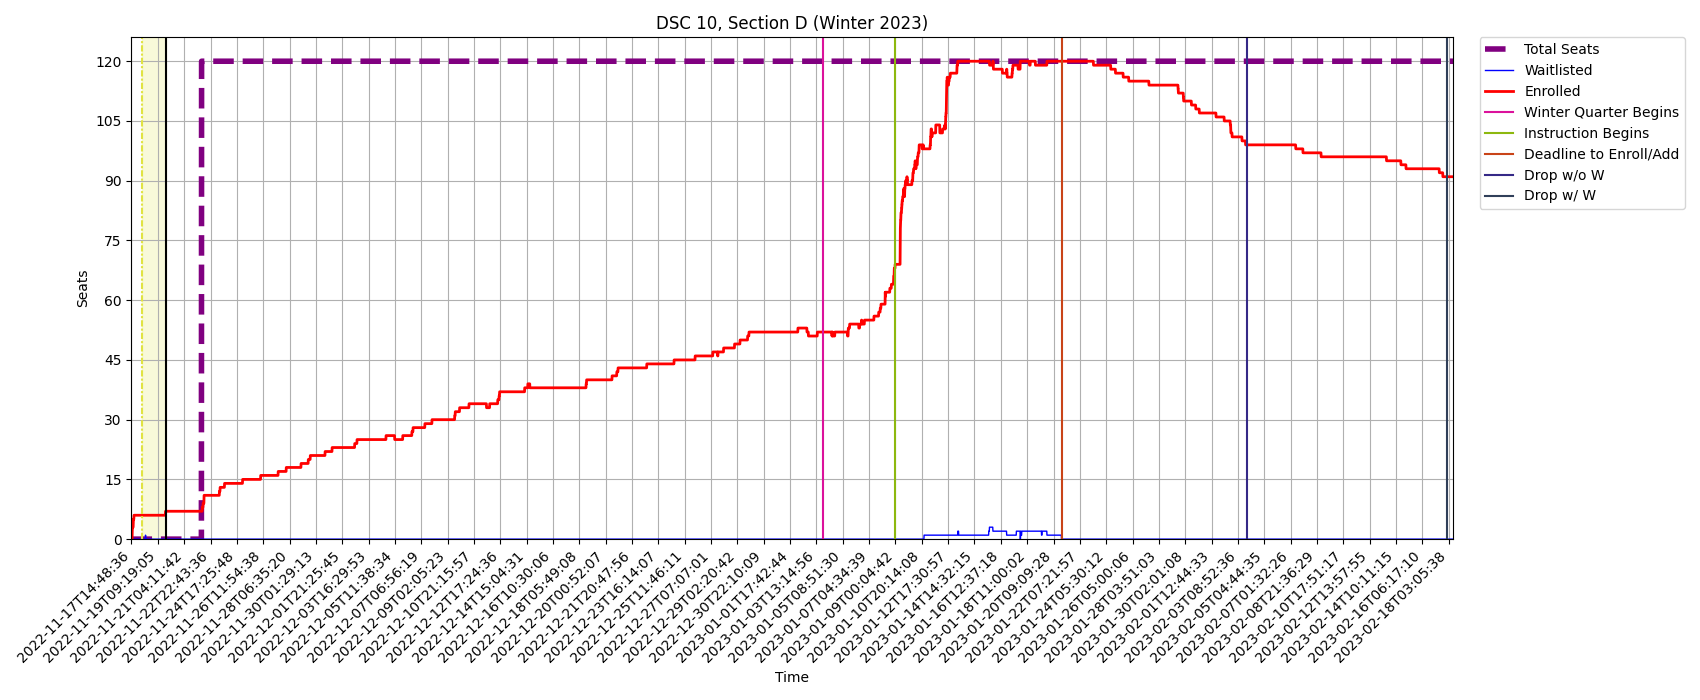 DSC 10, Section D (Winter 2023)
Total Seats
Waitlisted
Enrolled
Winter Quarter Begins
Instruction Begins
Deadline to Enroll/Add
Drop w/o W
Drop w/ W
Seats
120
105
90
75
60
45
30
15
0
2022-11-17T14:48:36
2022-11-19T09:19:05
2022-11-21T04:11:42
2022-11-22T22:43:36
2022-11-24T17:25:48
2022-11-26T11:54:38
2022-11-28T06:35:20
2022-11-30T01:29:13
2022-12-01T21:25:45
2022-12-03T16:29:53
2022-12-05T11:38:34
2022-12-07T06:56:19
2022-12-09T02:05:23
2022-12-10T21:15:57
2022-12-12T17:24:36
2022-12-14T15:04:31
2022-12-16T10:30:06
2022-12-18T05:49:08
2022-12-20T00:52:07
2022-12-21T20:47:56
2022-12-23T16:14:07
2022-12-25T11:46:11
2022-12-27T07:07:01
2022-12-29T02:20:42
2022-12-30T22:10:09
2023-01-01T17:42:44
2023-01-03T13:14:56
2023-01-05T08:51:30
2023-01-07T04:34:39
2023-01-09T00:04:42
2023-01-10T20:14:08
2023-01-12T17:30:57
2023-01-14T14:32:15
2023-01-16T12:37:18
2023-01-18T11:00:02
2023-01-20T09:09:28
2023-01-22T07:21:57
2023-01-24T05:30:12
2023-01-26T05:00:06
2023-01-28T03:51:03
2023-01-30T02:01:08
2023-02-01T12:44:33
2023-02-03T08:52:36
2023-02-05T04:44:35
2023-02-07T01:32:26
2023-02-08T21:36:29
2023-02-10T17:51:17
2023-02-12T13:57:55
2023-02-14T10:11:15
2023-02-16T06:17:10
2023-02-18T03:05:38
Time